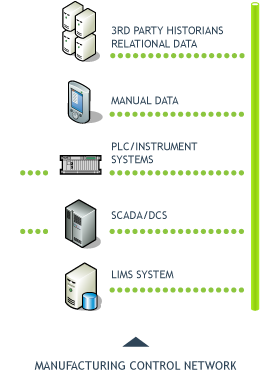 3RD PARTY HISTORIANS
RELATIONAL DATA
MANUAL DATA
PLC/INSTRUMENT
SYSTEMS
SCADA/DCS
LIMS SYSTEM
MANUFACTURING CONTROL NETWORK